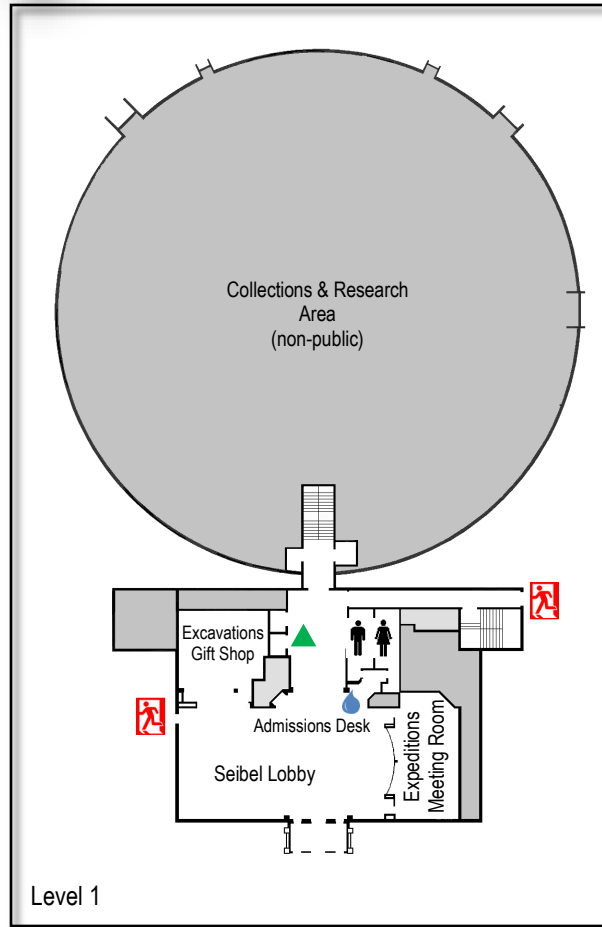 Collections & Research
Area
(non-public)
Excavations
Gift Shop
Admissions Desk
Seibel Lobby
Expeditions
Meeting Room
Level 1